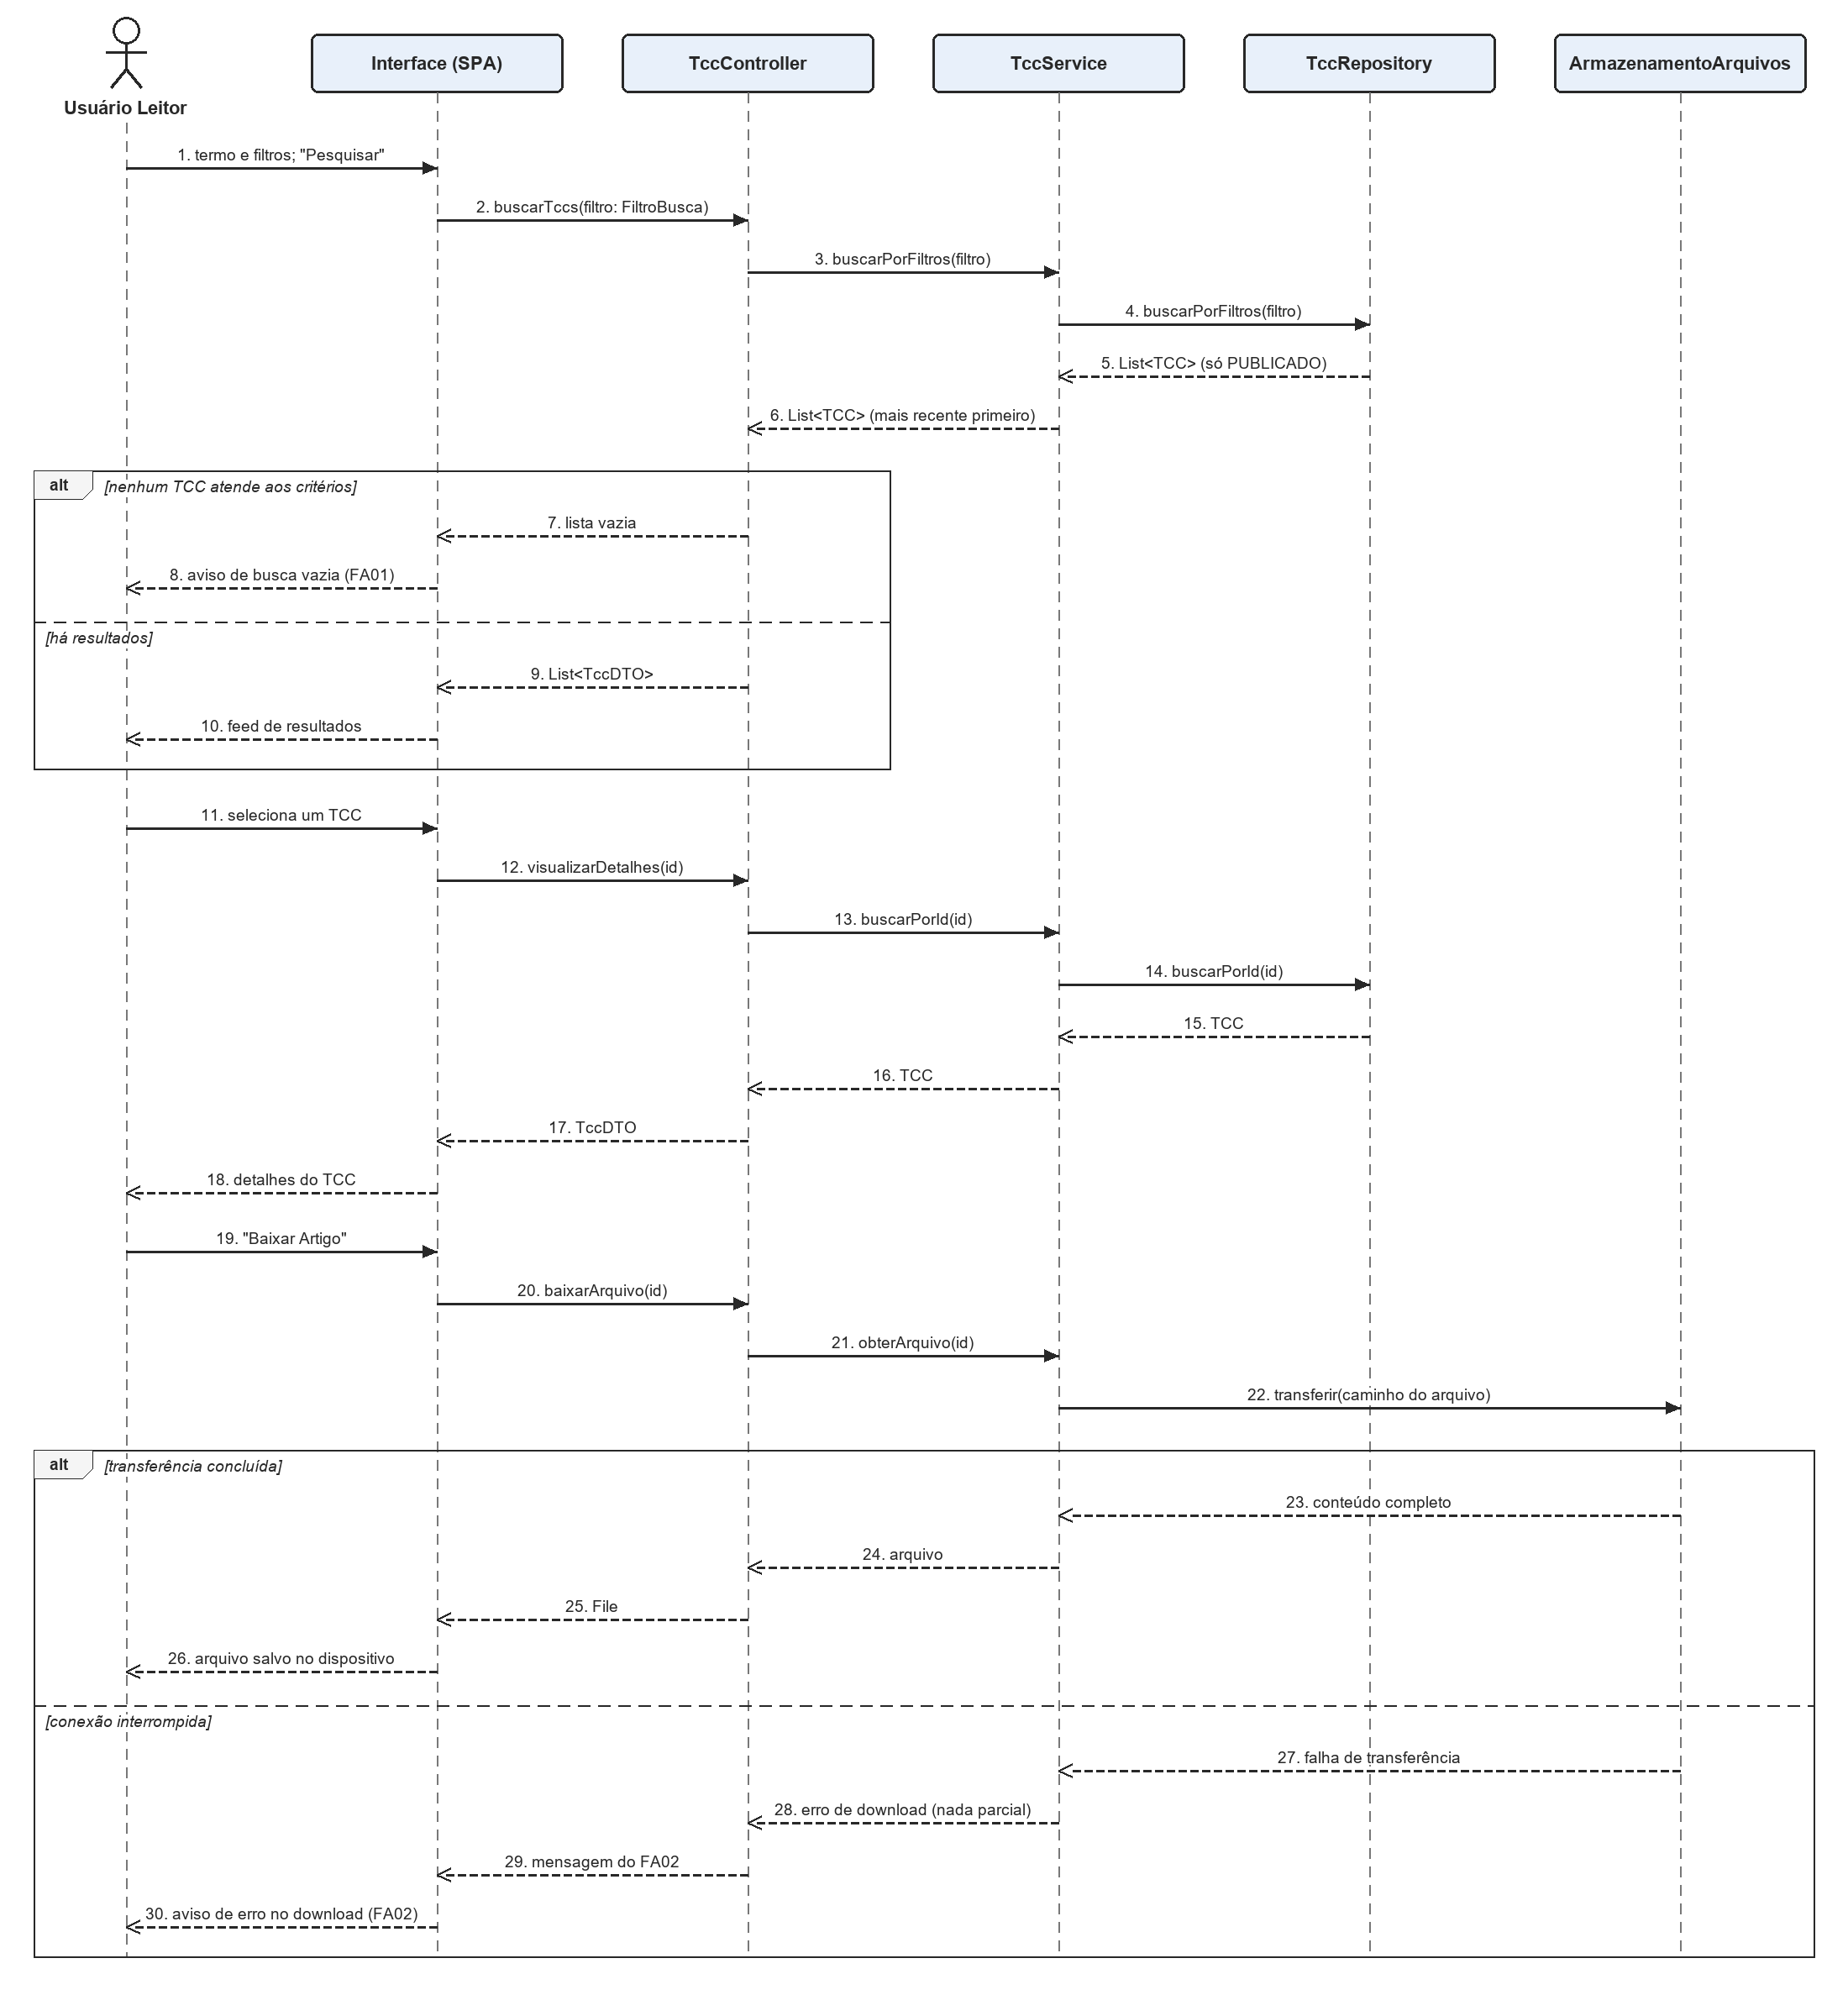 Usuário Leitor
Interface (SPA)
TccController
TccService
TccRepository
ArmazenamentoArquivos
1. termo e filtros; "Pesquisar"
2. buscarTccs(filtro: FiltroBusca)
3. buscarPorFiltros(filtro)
4. buscarPorFiltros(filtro)
5. List<TCC> (só PUBLICADO)
6. List<TCC> (mais recente primeiro)
alt
[nenhum TCC atende aos critérios]
7. lista vazia
8. aviso de busca vazia (FA01)
[há resultados]
9. List<TccDTO>
10. feed de resultados
11. seleciona um TCC
12. visualizarDetalhes(id)
13. buscarPorId(id)
14. buscarPorId(id)
15. TCC
16. TCC
17. TccDTO
18. detalhes do TCC
19. "Baixar Artigo"
20. baixarArquivo(id)
21. obterArquivo(id)
22. transferir(caminho do arquivo)
alt
[transferência concluída]
23. conteúdo completo
24. arquivo
25. File
26. arquivo salvo no dispositivo
[conexão interrompida]
27. falha de transferência
28. erro de download (nada parcial)
29. mensagem do FA02
30. aviso de erro no download (FA02)